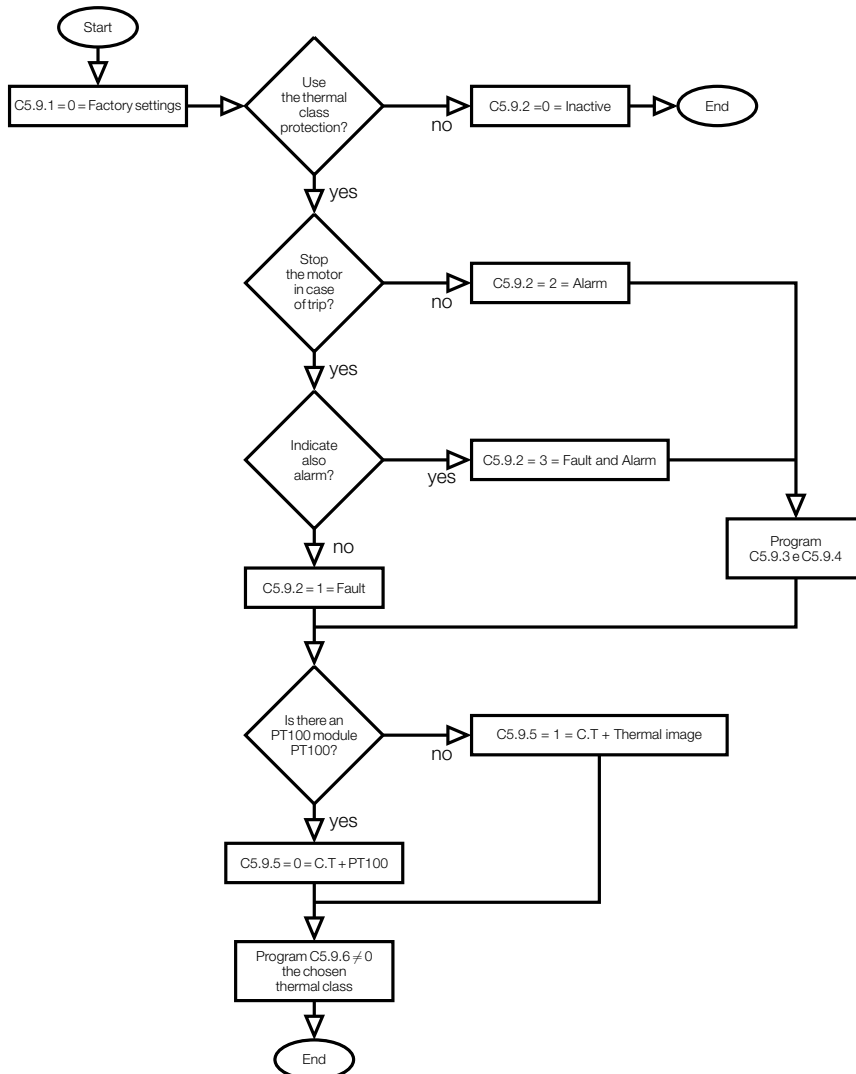 Start
C5.9.1 = 0 = Factory settings
Use
the thermal
class
protection?
no
C5.9.2 =0 = Inactive
End
yes
Stop
the motor
in case
of trip?
no
C5.9.2 = 2 = Alarm
yes
Indicate
also
alarm?
yes
C5.9.2 = 3 = Fault and Alarm
Program
C5.9.3 e C5.9.4
no
C5.9.2 = 1 = Fault
Is there an
PT100 module
PT100?
no
C5.9.5 = 1 = C.T + Thermal image
yes
C5.9.5 = 0 = C.T + PT100
Program C5.9.6 ≠ 0
the chosen
thermal class
End